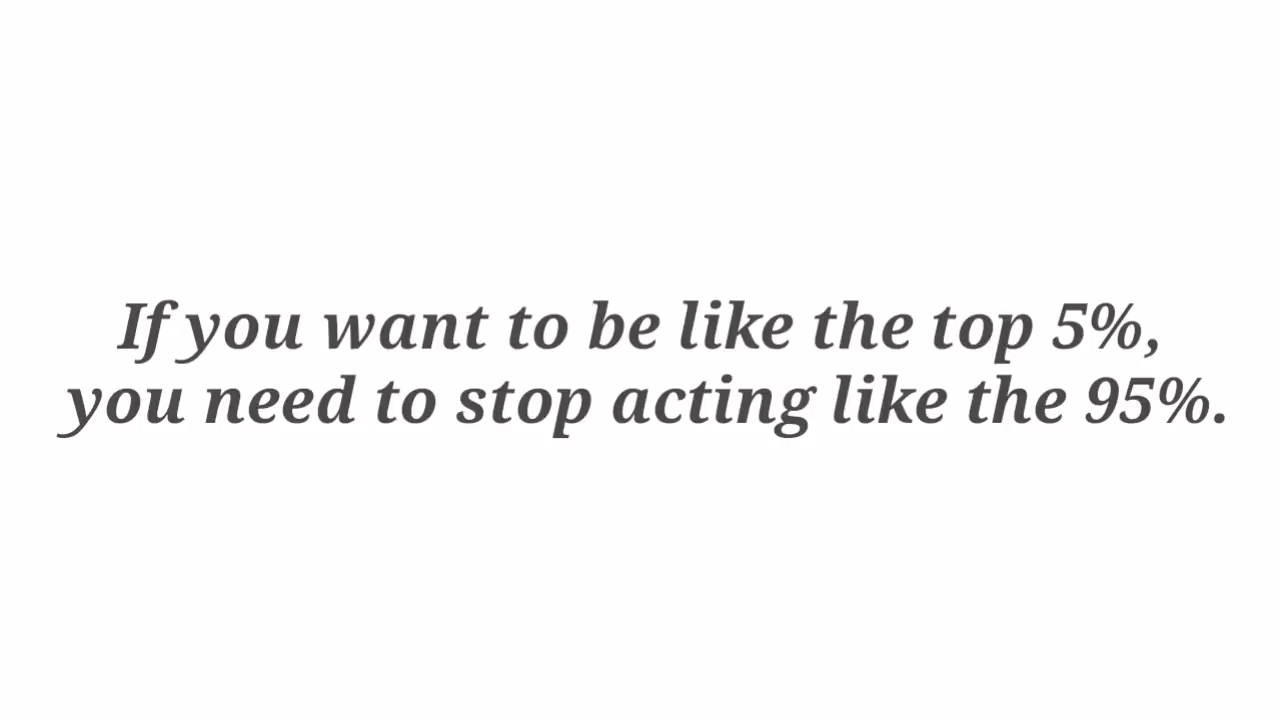 If you want to be like the top 5%,
you need to stop acting like the 95%.